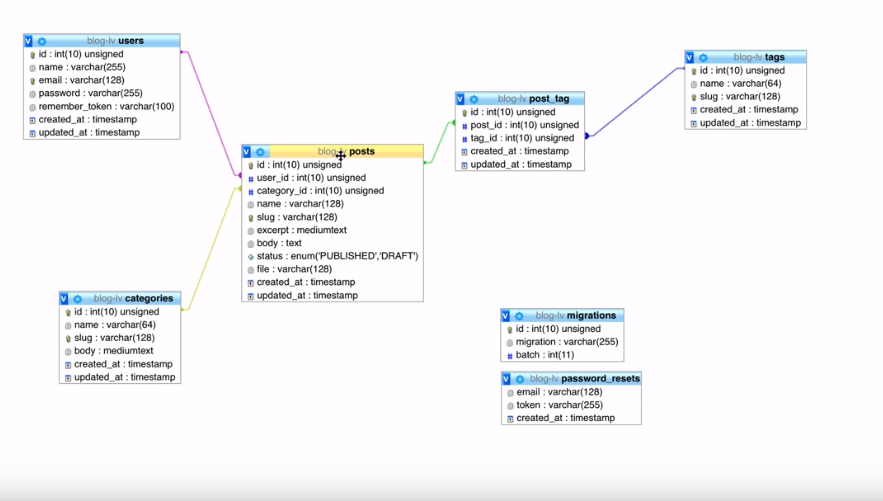 blog-lv users
id : int(10) unsigned
name : varchar(255)
email : varchar(128)
password : varchar(255)
remember_token : varchar(100)
created_at : timestamp
updated_at : timestamp
blog-lv tags
id : int(10) unsigned
name : varchar(64)
slug : varchar(128)
created_at : timestamp
updated_at : timestamp
blog-lv post_tag
id : int(10) unsigned
post_id : int(10) unsigned
tag_id : int(10) unsigned
created_at : timestamp
updated_at : timestamp
posts
id : int(10) unsigned
user_id : int(10) unsigned
category_id : int(10) unsigned
name : varchar(128)
slug : varchar(128)
excerpt : mediumtext
body : text
status : enum('PUBLISHED','DRAFT')
file : varchar(128)
created_at : timestamp
updated_at : timestamp
blog-lv categories
id : int(10) unsigned
name : varchar(64)
slug : varchar(128)
body : mediumtext
created_at : timestamp
updated_at : timestamp
blog-lv migrations
id : int(10) unsigned
migration : varchar(255)
batch : int(11)
blog-lv password_resets
email : varchar(128)
token : varchar(255)
created_at : timestamp